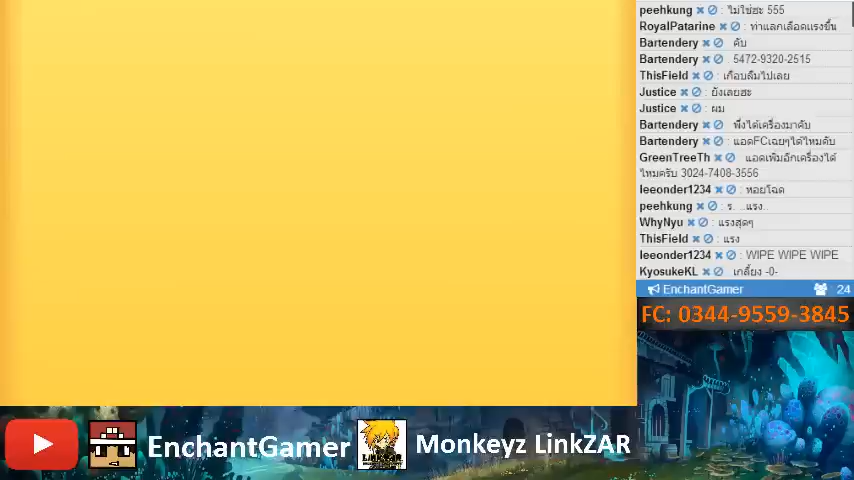 peehkung : ไม่ใช่ฮะ 555
RoyalPatarine : ท่าแลกเลือดแรงขึ้น
Bartendery : คับ
Bartendery : 5472-9320-2515
ThisField : เกือบลืมไปเลย
Justice : ยังเลยฮะ
Justice : ผม
Bartendery : พึ่งได้เครื่องมาคับ
Bartendery : แอดFCเฉยๆได้ไหมคับ
GreenTreeTh : แอดเพิ่มอีกเครื่องได้
ไหมครับ 3024-7408-3556
leeonder1234 : หอยโฉด
peehkung : ร. ..แรง..
WhyNyu : แรงสุดๆ
ThisField : แรง
leeonder1234 : WIPE WIPE WIPE
KyosukeKL : เกลี้ยง -0-
EnchantGamer 24
FC: 0344-9559-3845
EnchantGamer
Monkeyz LinkZAR